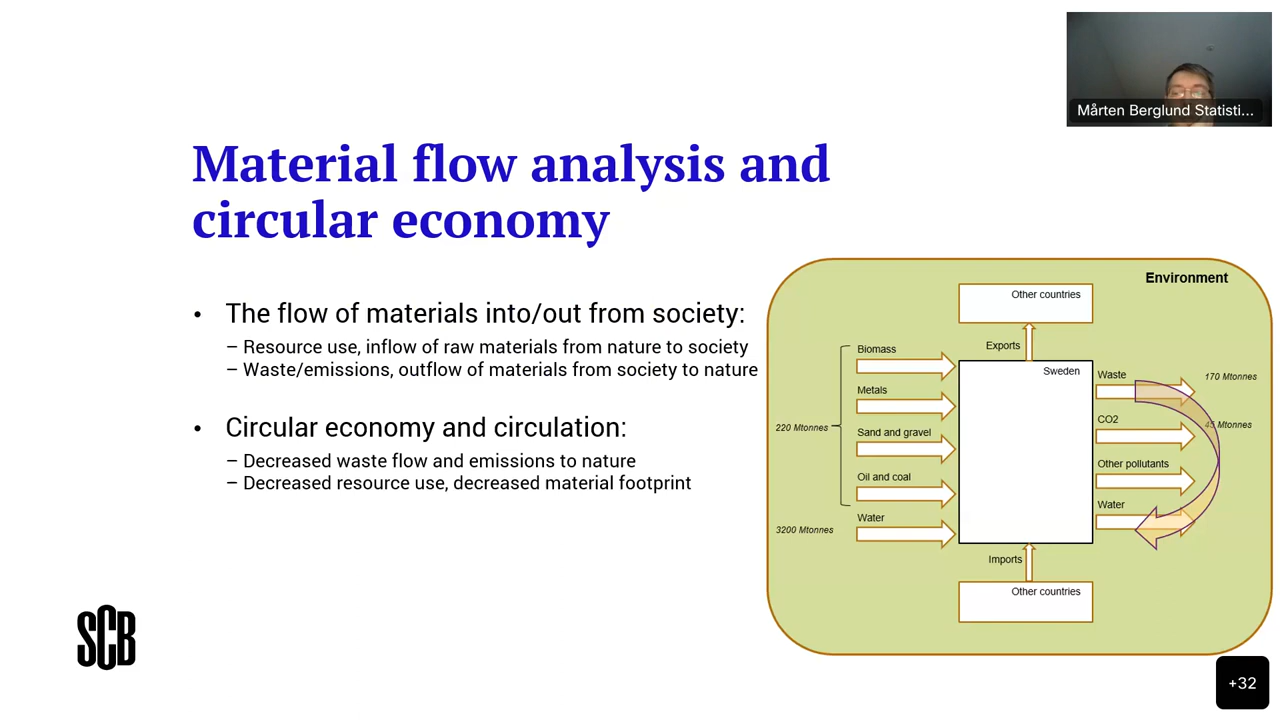 Mårten Berglund Statisti...
Material flow analysis and
circular economy
• The flow of materials into/out from society:
– Resource use, inflow of raw materials from nature to society
– Waste/emissions, outflow of materials from society to nature
• Circular economy and circulation:
– Decreased waste flow and emissions to nature
– Decreased resource use, decreased material footprint
Environment
Other countries
Exports
Sweden
Biomass
Metals
Sand and gravel
Oil and coal
Water
220 Mtonnes
3200 Mtonnes
Waste
170 Mtonnes
CO2
45 Mtonnes
Other pollutants
Water
Imports
Other countries
SCB
+32